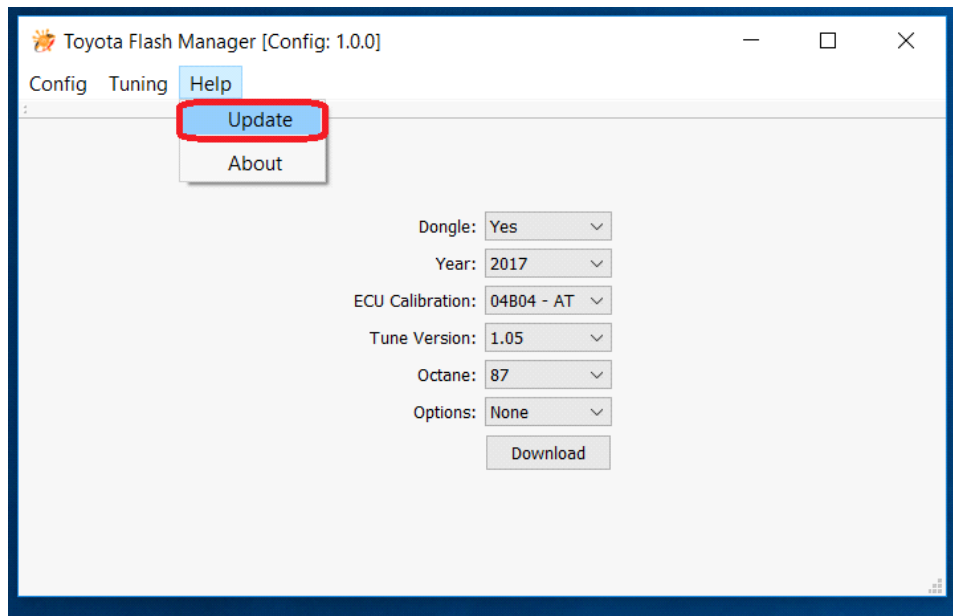 Toyota Flash Manager [Config: 1.0.0]
Config Tuning Help
Update
About
Dongle: Yes
Year: 2017
ECU Calibration: 04B04 - AT
Tune Version: 1.05
Octane: 87
Options: None
Download